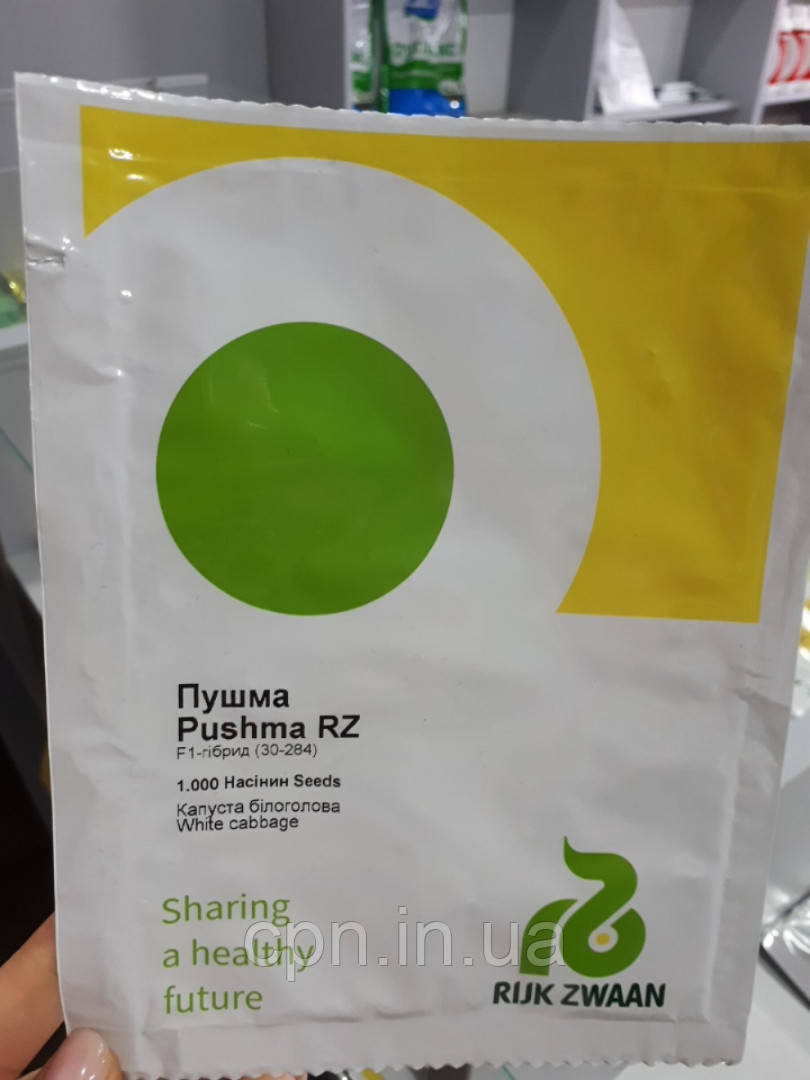 Пушма
Pushma RZ
F1-гібрид (30-284)
1.000 Насінин Seeds
Капуста білоголова
White cabbage
Sharing
a healthy
future
cpn.in.ua
RIJK ZWAAN